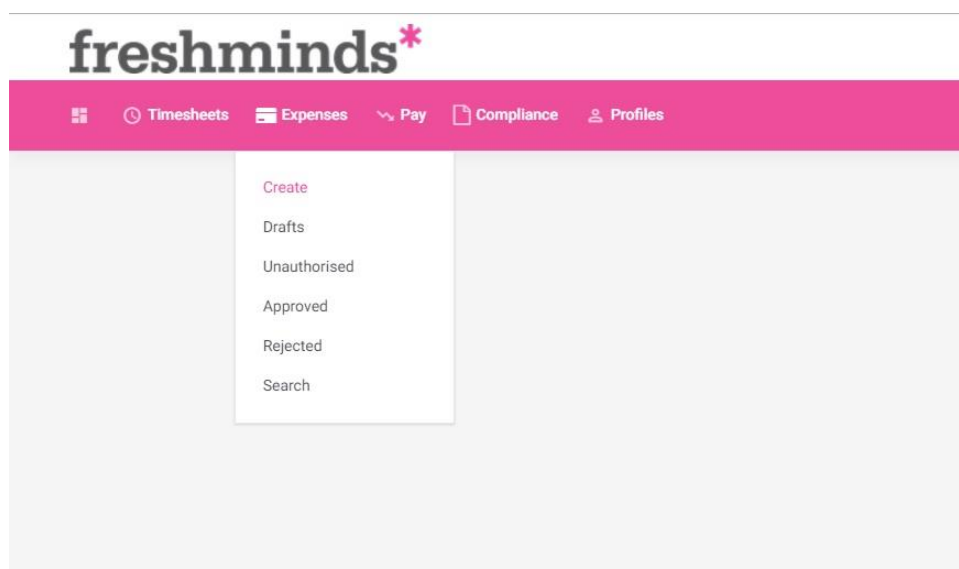 freshminds*
Timesheets Expenses Pay Compliance Profiles
Create
Drafts
Unauthorised
Approved
Rejected
Search